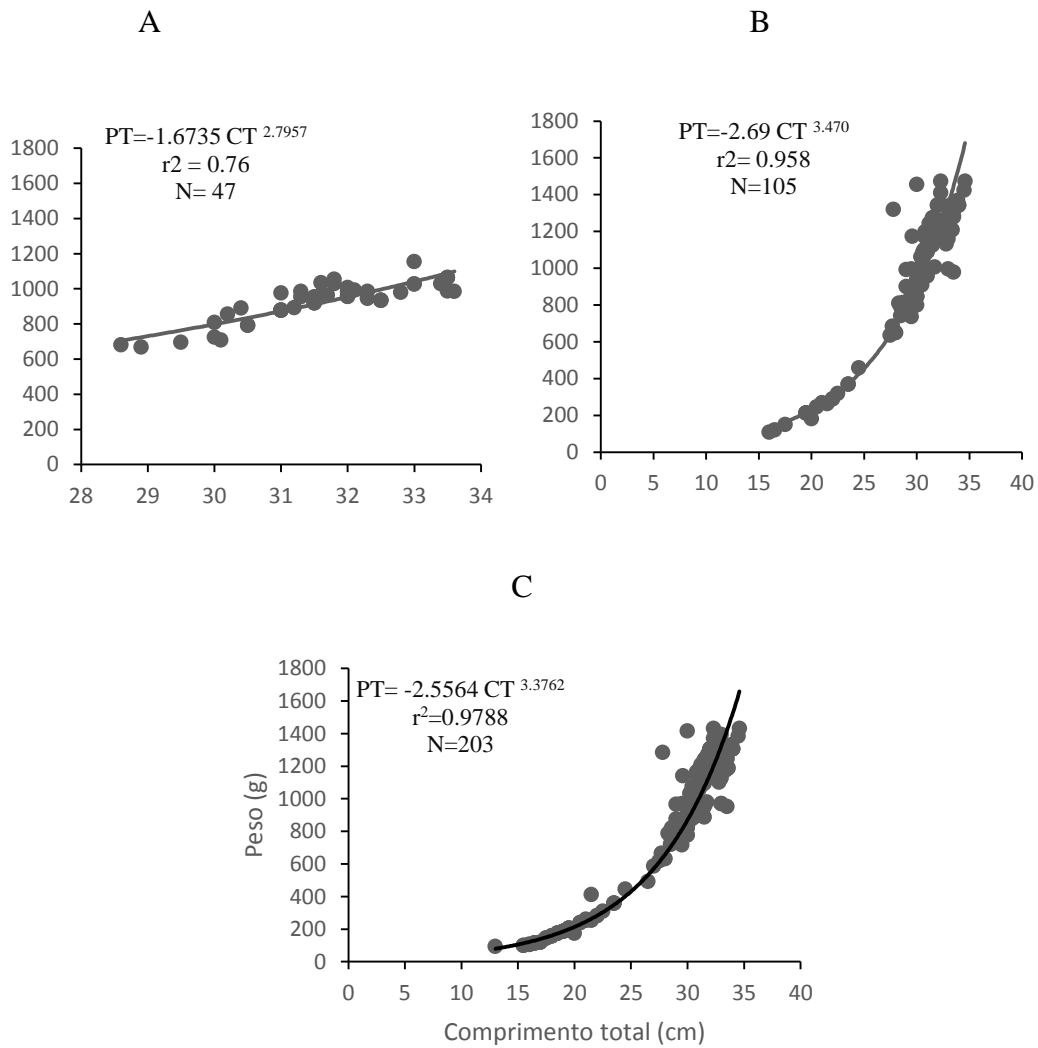 A
PT=-1.6735 CT 2.7957
r2 = 0.76
N= 47
1800
1600
1400
1200
1000
800
600
400
200
0
28 29 30 31 32 33 34
B
PT=-2.69 CT 3.470
r2= 0.958
N=105
1800
1600
1400
1200
1000
800
600
400
200
0
0 5 10 15 20 25 30 35 40
C
PT= -2.5564 CT 3.3762
r2=0.9788
N=203
Peso (g)
1800
1600
1400
1200
1000
800
600
400
200
0
0 5 10 15 20 25 30 35 40
Comprimento total (cm)